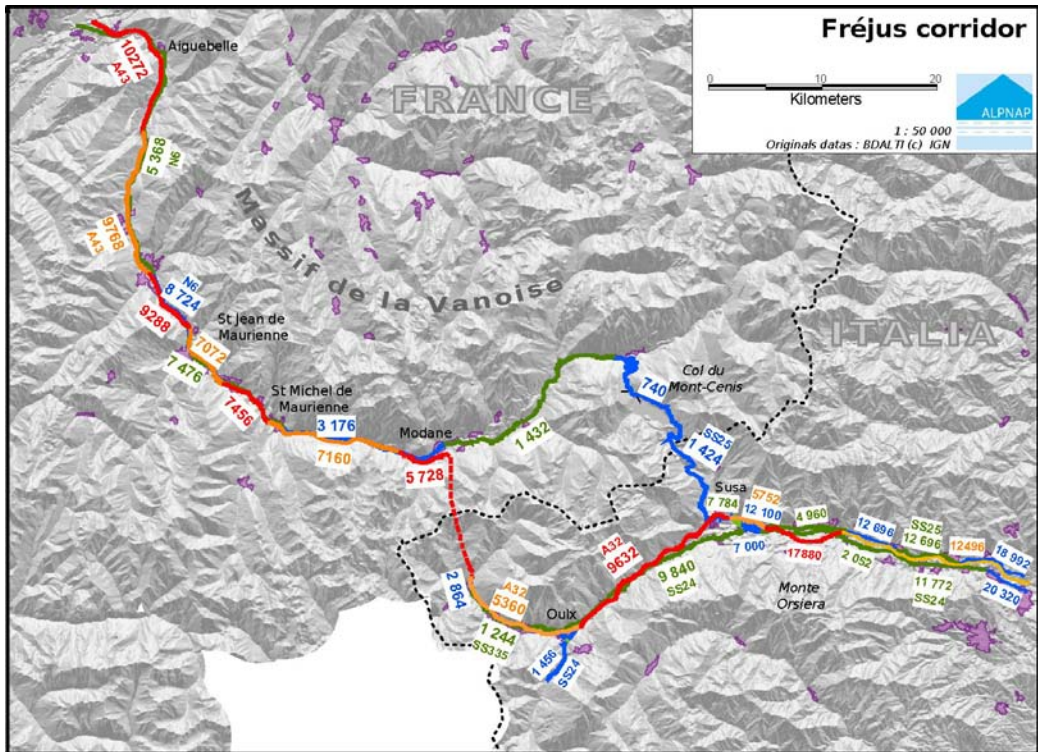 Fréjus corridor
0 10 20
Kilometers
ALPNAP
1 : 50 000
Originals datas : BDALTI (c) IGN
10272
A43
Aiguebelle
FRANCE
5 368
N6
9768
A43
Massif de la Vanoise
N6
8 724
9288
St Jean de
Maurienne
7072
7 476
ITALIA
7456
St Michel de
Maurienne
3 176
7160
Modane
5 728
1 432
740
Col du
Mont-Cenis
SS25
1 424
Susa
7 784
5752
12 100
4 960
7 000
17880
12 696
SS25
12 696
12496
18 992
2 052
11 772
SS24
20 320
A32
9632
9 840
SS24
Monte
Orsiera
2 864
A32
5360
Oulx
1 244
SS335
1 456
SS24